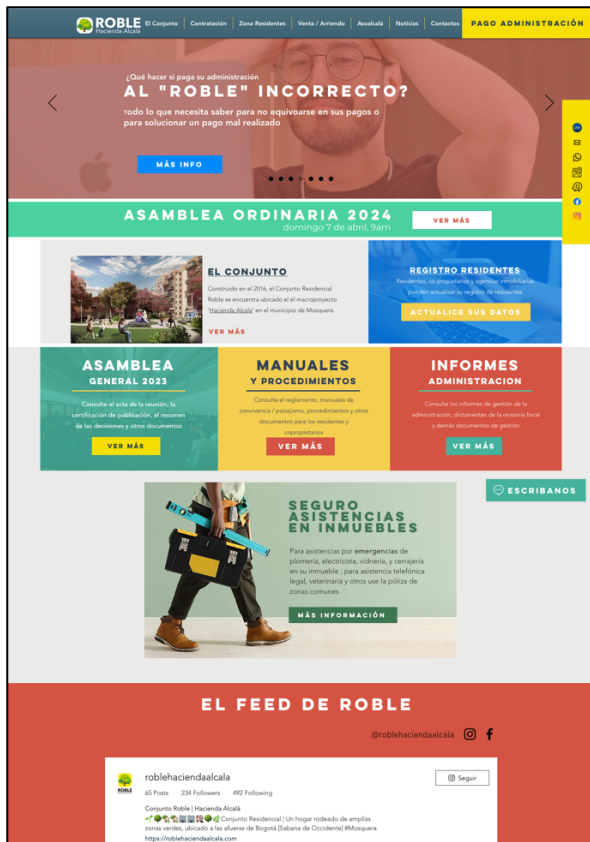 ROBLE
Hacienda Alcalá
El Conjunto
Contratación
Zona Residentes
Venta / Arriendo
Asoalcalá
Noticias
Contactos
PAGO ADMINISTRACIÓN
¿Qué hacer si paga su administración
AL "ROBLE" INCORRECTO?
Todo lo que necesita saber para no equivoarse en sus pagos o
para solucionar un pago mal realizado
MÁS INFO
ASAMBLEA ORDINARIA 2024
domingo 7 de abril, 9am
VER MÁS
EL CONJUNTO
Construido en el 2016, el Conjunto Residencial
Roble se encuentra ubicado el el macroproyecto
'Hacienda Alcala' en el municipio de Mosquera.
VER MÁS
REGISTRO RESIDENTES
Residentes, co-propietarios y agencias inmobiliarias
pueden actualizar su registro de residentes
ACTUALICE SUS DATOS
ASAMBLEA
GENERAL 2023
Consulte el acta de la reunión, la
certificación de publicación, el resumen
de las decisiones y otros documentos
VER MÁS
MANUALES
Y PROCEDIMIENTOS
Consulte el reglamento, manuales de
convivencia / paisajismo, procedimientos y otros
documentos para los residentes y
copropietarios
VER MÁS
INFORMES
ADMINISTRACION
Consulte los informes de gestión de la
administración, dictamentes de la revisoría fiscal
y demás documentos de gestión
VER MÁS
ESCRIBANOS
SEGURO
ASISTENCIAS
EN INMUEBLES
Para asistencias por emergencias de
plomería, electricista, vidriería, y cerrajería
en su inmueble ; para asistencia telefónica
legal, veterinaria y otros use la póliza de
zonas comunes
MÁS INFORMACIÓN
EL FEED DE ROBLE
@roblehaciendaalcala
ROBLE
roblehaciendaalcala
Seguir
65 Posts 234 Followers 492 Following
Conjunto Roble | Hacienda Alcalá
Conjunto Residencial | Un hogar rodeado de amplias
zonas verdes, ubicado a las afueras de Bogotá [Sabana de Occidente] #Mosquera
https://roblehaciendaalcala.com